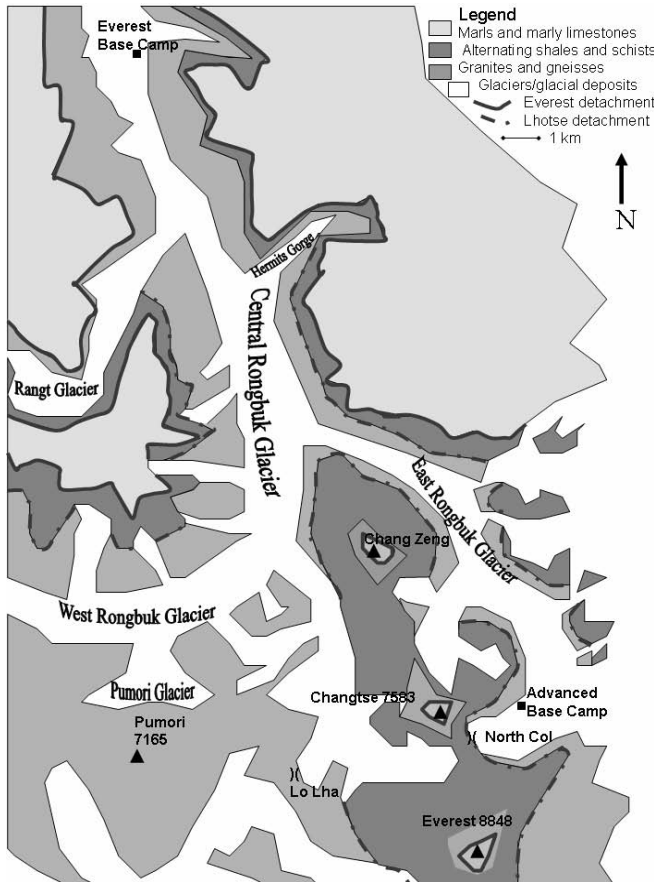 Everest
Base Camp
Legend
Marls and marly limestones
Alternating shales and schists
Granites and gneisses
Glaciers/glacial deposits
Everest detachment
Lhotse detachment
1 km
N
Hermits Gorge
Central Rongbuk Glacier
Rangt Glacier
East Rongbuk Glacier
Chang Zeng
West Rongbuk Glacier
Pumori Glacier
Changtse 7583
Advanced
Base Camp
Pumori
7165
)( North Col
)(
Lo Lha
Everest 8848